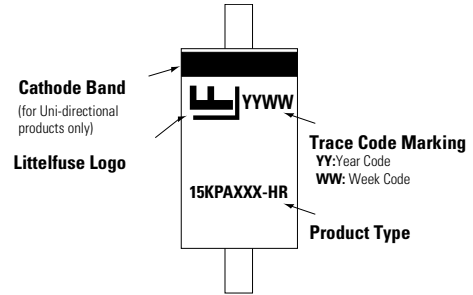 Cathode Band
(for Uni-directional
products only)
Littelfuse Logo
LF YYWW
Trace Code Marking
YY:Year Code
WW: Week Code
15KPAXXX-HR
Product Type